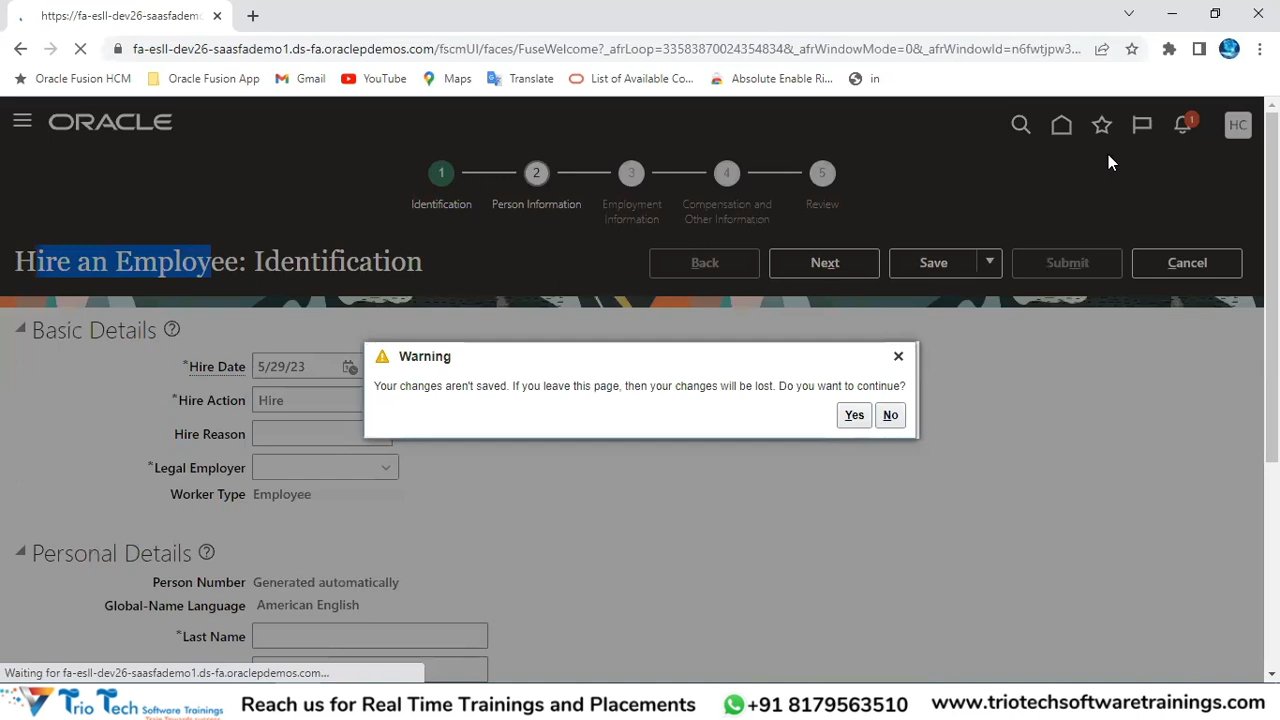 https://fa-esll-dev26-saasfademo
fa-esll-dev26-saasfademo1.ds-fa.oraclepdemos.com/fscmUI/faces/FuseWelcome?_afrLoop=33583870024354834&_afrWindowMode=0&_afrWindowId=n6fwtjpw3...
Oracle Fusion HCM
Oracle Fusion App
Gmail
YouTube
Maps
Translate
List of Available Co...
Absolute Enable Ri...
in
ORACLE
1
HC
1
2
3
4
5
Identification
Person Information
Employment Information
Compensation and Other Information
Review
Hire an Employee: Identification
Back
Next
Save
Submit
Cancel
Basic Details
*Hire Date 5/29/23
*Hire Action Hire
Hire Reason
*Legal Employer
Worker Type Employee
Warning
Your changes aren't saved. If you leave this page, then your changes will be lost. Do you want to continue?
Yes
No
Personal Details
Person Number Generated automatically
Global-Name Language American English
*Last Name
Waiting for fa-esll-dev26-saasfademo1.ds-fa.oraclepdemos.com...
Trio Tech Software Trainings
Reach us for Real Time Trainings and Placements
+91 8179563510
www.triotechsoftwaretrainings.com